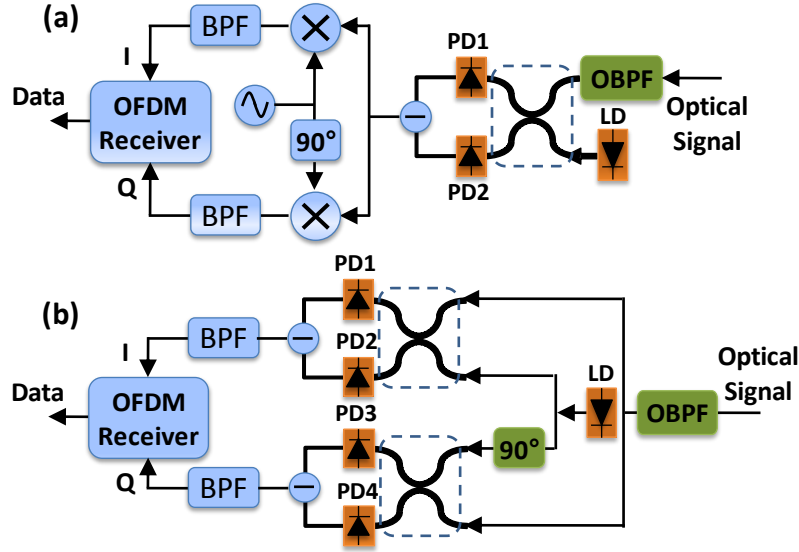 (a)
BPF
PD1
I
OBPF
Data
OFDM
Receiver
90°
Optical
Signal
LD
Q
PD2
BPF
PD1
(b)
I
BPF
PD2
Optical
Signal
LD
Data
OFDM
Receiver
OBPF
PD3
90°
Q
BPF
PD4